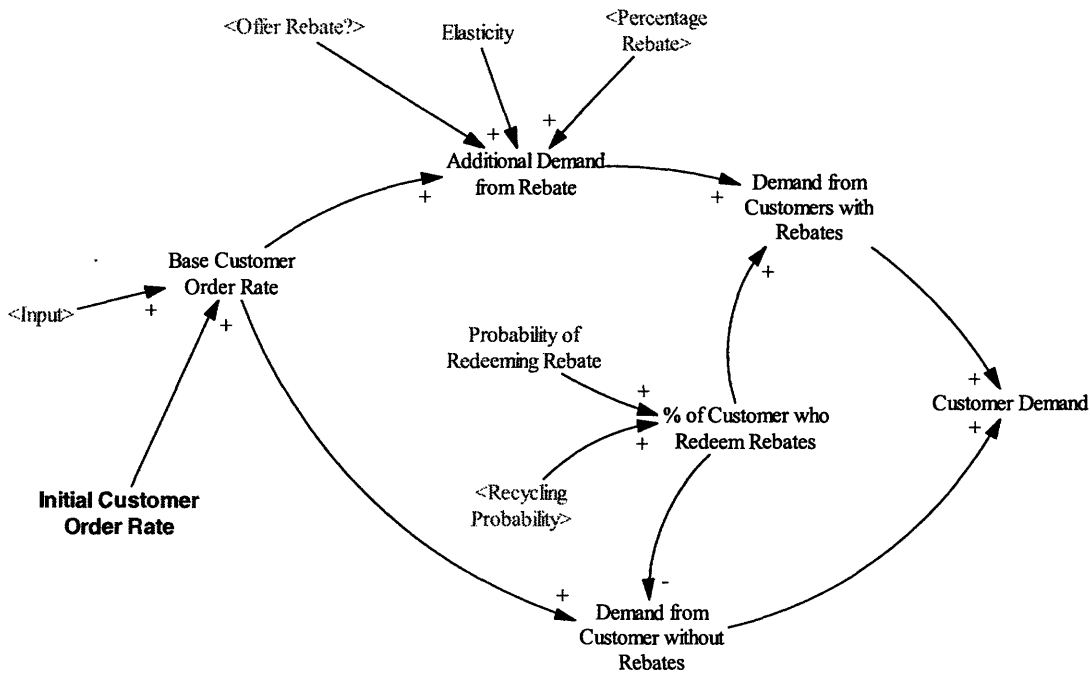 <Offer Rebate?>
Elasticity
<Percentage
Rebate>
+
+
Additional Demand
from Rebate
+
+
Demand from
Customers with
Rebates
+
Base Customer
Order Rate
<Input>
+
+
Probability of
Redeeming Rebate
+
% of Customer who
Redeem Rebates
+
+
Customer Demand
+
<Recycling
Probability>
Initial Customer
Order Rate
+
-
Demand from
Customer without
Rebates